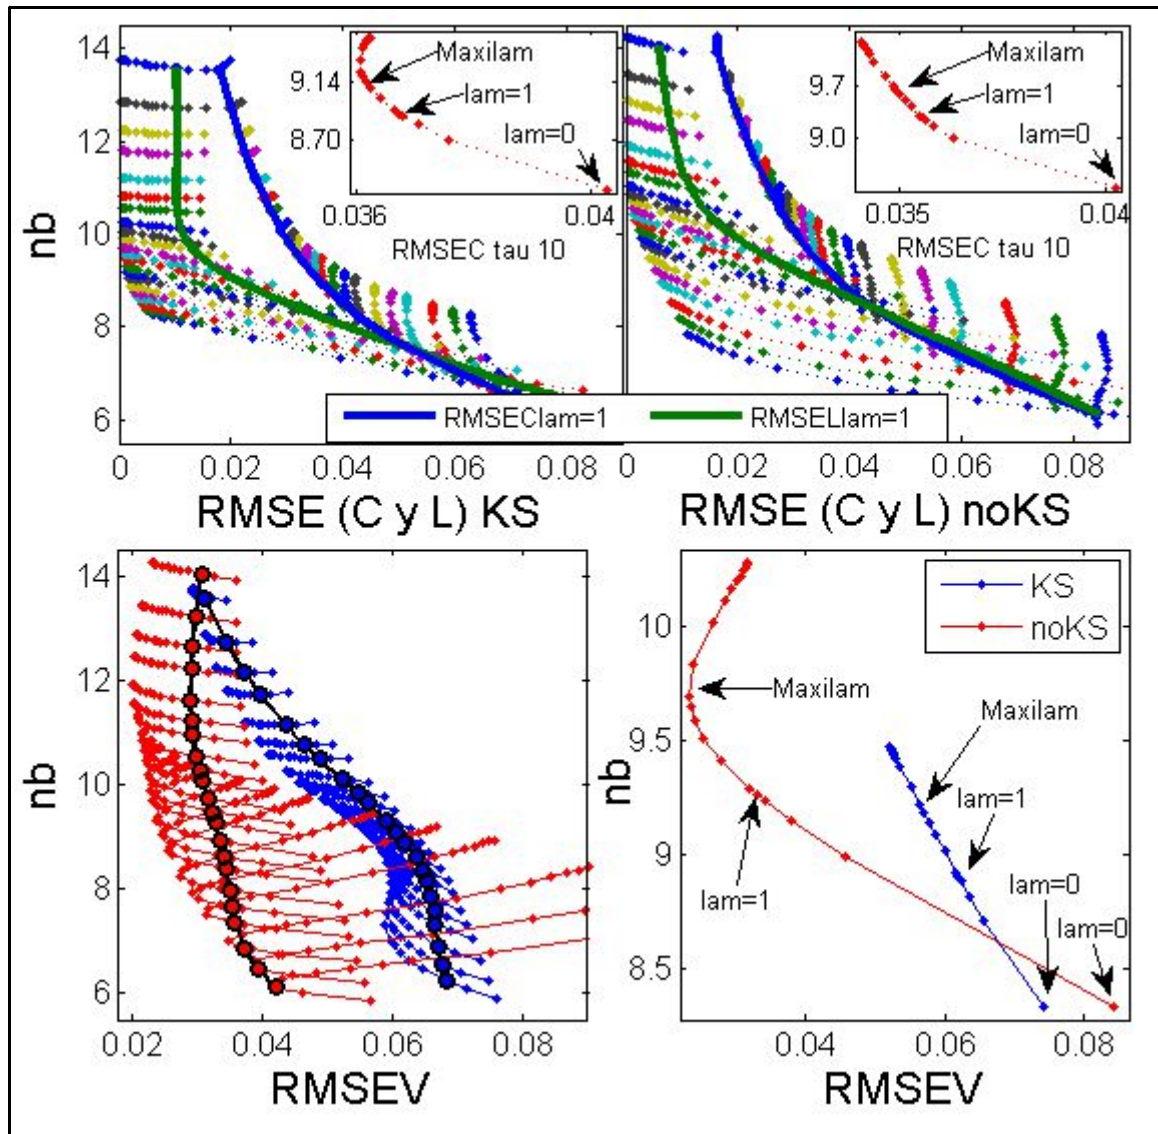 14
12
10
8
6
nb
0
0.02
0.04
0.06
0.08
RMSE (C y L) KS
9.14
8.70
Maxilam
lam=1
lam=0
0.036
0.04
RMSEC tau 10
0
0.02
0.04
0.06
0.08
RMSE (C y L) noKS
9.7
9.0
Maxilam
lam=1
lam=0
0.035
0.04
RMSEC tau 10
RMSEClam=1
RMSELlam=1
14
12
10
8
6
nb
0.02
0.04
0.06
0.08
RMSEV
10
9.5
9
8.5
nb
KS
noKS
Maxilam
Maxilam
lam=1
lam=1
lam=0
lam=0
0.04
0.06
0.08
RMSEV